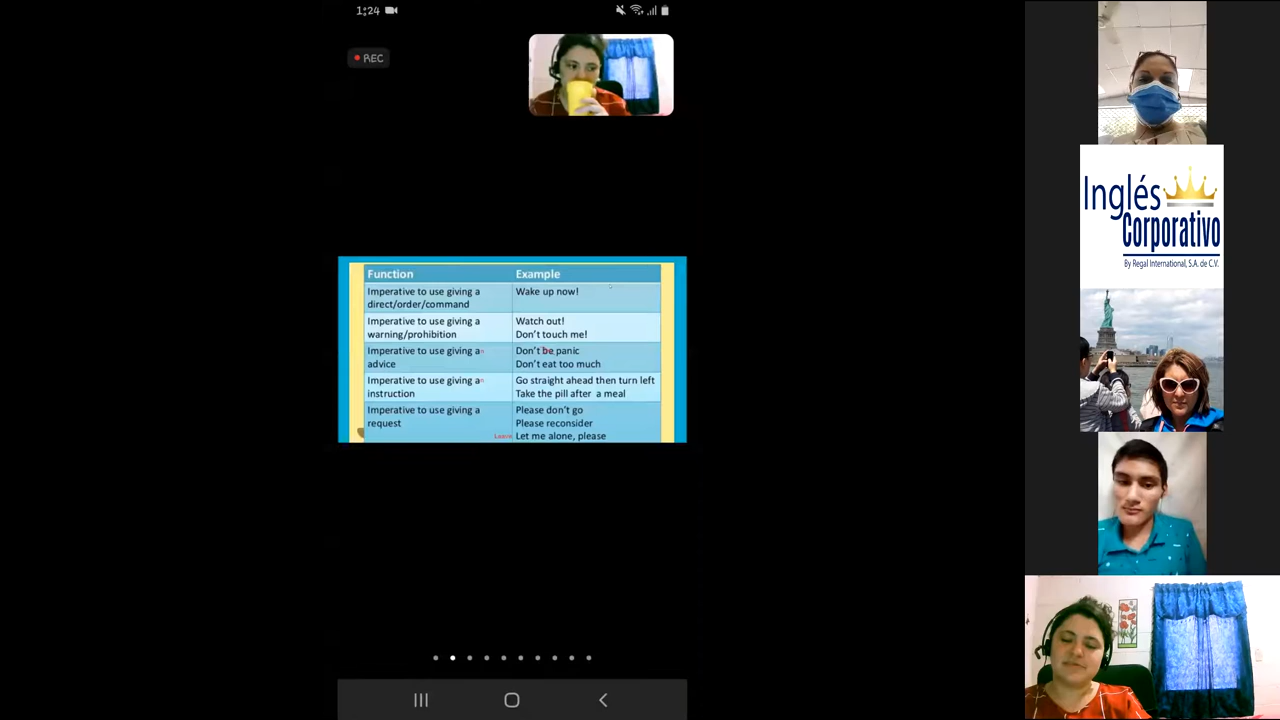 1:24
REC
Function Example
Imperative to use giving a Wake up now!
direct/order/command
Imperative to use giving a Watch out!
warning/prohibition Don't touch me!
Imperative to use giving an Don't be panic
advice Don't eat too much
Imperative to use giving an Go straight ahead then turn left
instruction Take the pill after a meal
Imperative to use giving a Please don't go
request Please reconsider
Leave Let me alone, please
Inglés
Corporativo
By Regal International, S.A. de C.V.